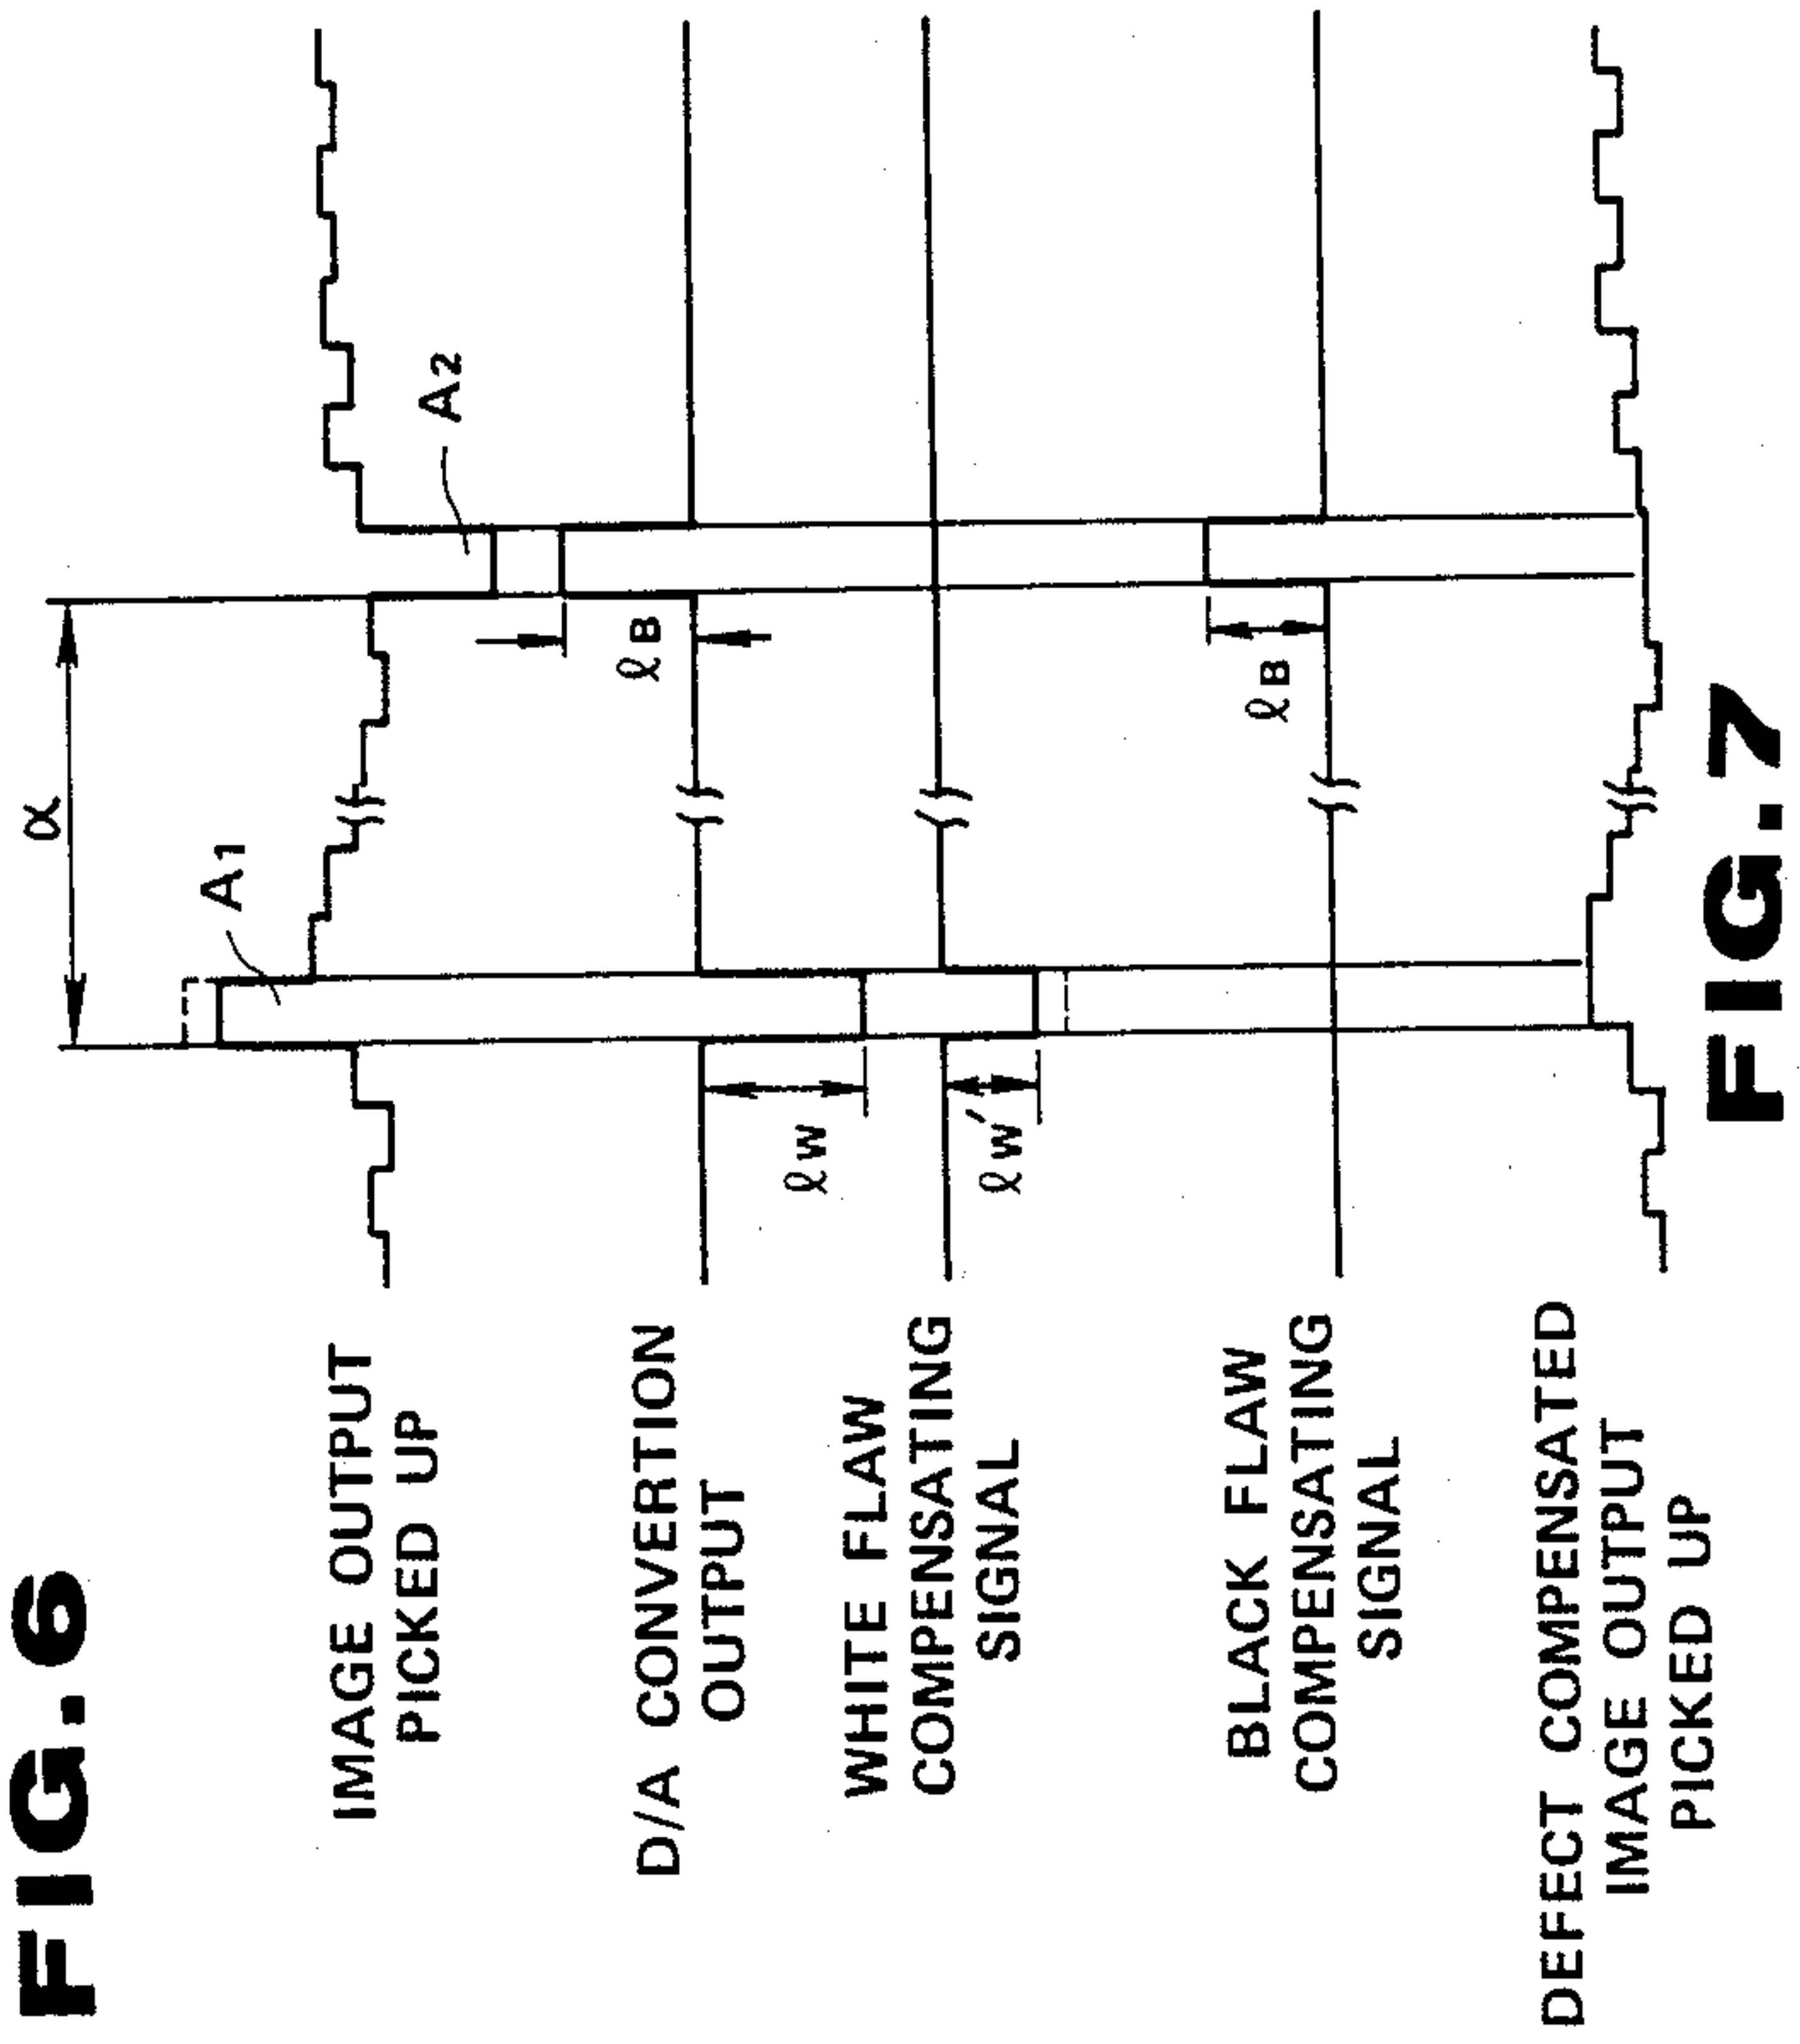 FIG. 6
α
A1
A2
IMAGE OUTPUT
PICKED UP
D/A CONVERTION
OUTPUT
ℓB
ℓW
WHITE FLAW
COMPENSATING
SIGNAL
ℓW'
BLACK FLAW
COMPENSATING
SIGNAL
ℓB
DEFECT COMPENSATED
IMAGE OUTPUT
PICKED UP
FIG. 7